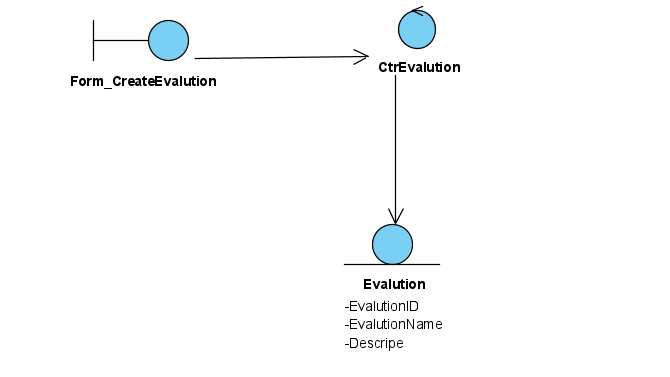 Form_CreateEvalution
CtrEvalution
Evalution
-EvalutionID
-EvalutionName
-Descripe